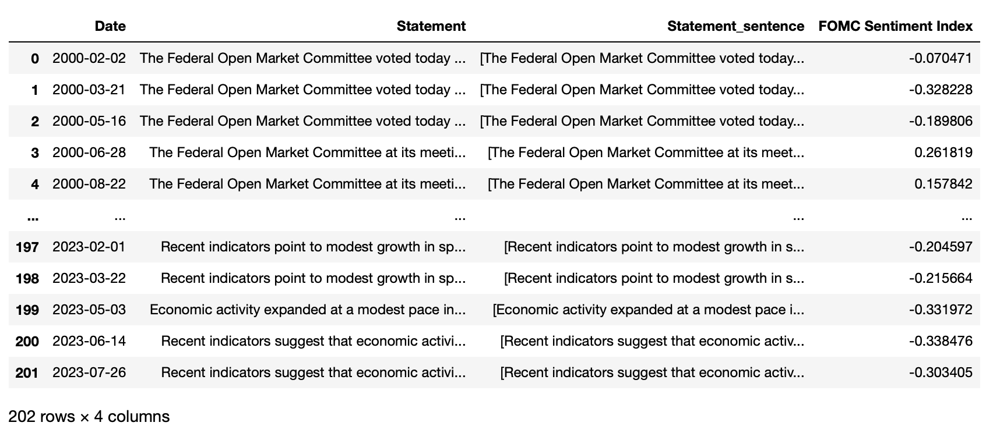 Date Statement Statement_sentence FOMC Sentiment Index
0 2000-02-02 The Federal Open Market Committee voted today ... [The Federal Open Market Committee voted today... -0.070471
1 2000-03-21 The Federal Open Market Committee voted today ... [The Federal Open Market Committee voted today... -0.328228
2 2000-05-16 The Federal Open Market Committee voted today ... [The Federal Open Market Committee voted today... -0.189806
3 2000-06-28 The Federal Open Market Committee at its meeti... [The Federal Open Market Committee at its meet... 0.261819
4 2000-08-22 The Federal Open Market Committee at its meeti... [The Federal Open Market Committee at its meet... 0.157842
... ... ... ... ...
197 2023-02-01 Recent indicators point to modest growth in sp... [Recent indicators point to modest growth in s... -0.204597
198 2023-03-22 Recent indicators point to modest growth in sp... [Recent indicators point to modest growth in s... -0.215664
199 2023-05-03 Economic activity expanded at a modest pace in... [Economic activity expanded at a modest pace i... -0.331972
200 2023-06-14 Recent indicators suggest that economic activi... [Recent indicators suggest that economic activ... -0.338476
201 2023-07-26 Recent indicators suggest that economic activi... [Recent indicators suggest that economic activ... -0.303405
202 rows × 4 columns